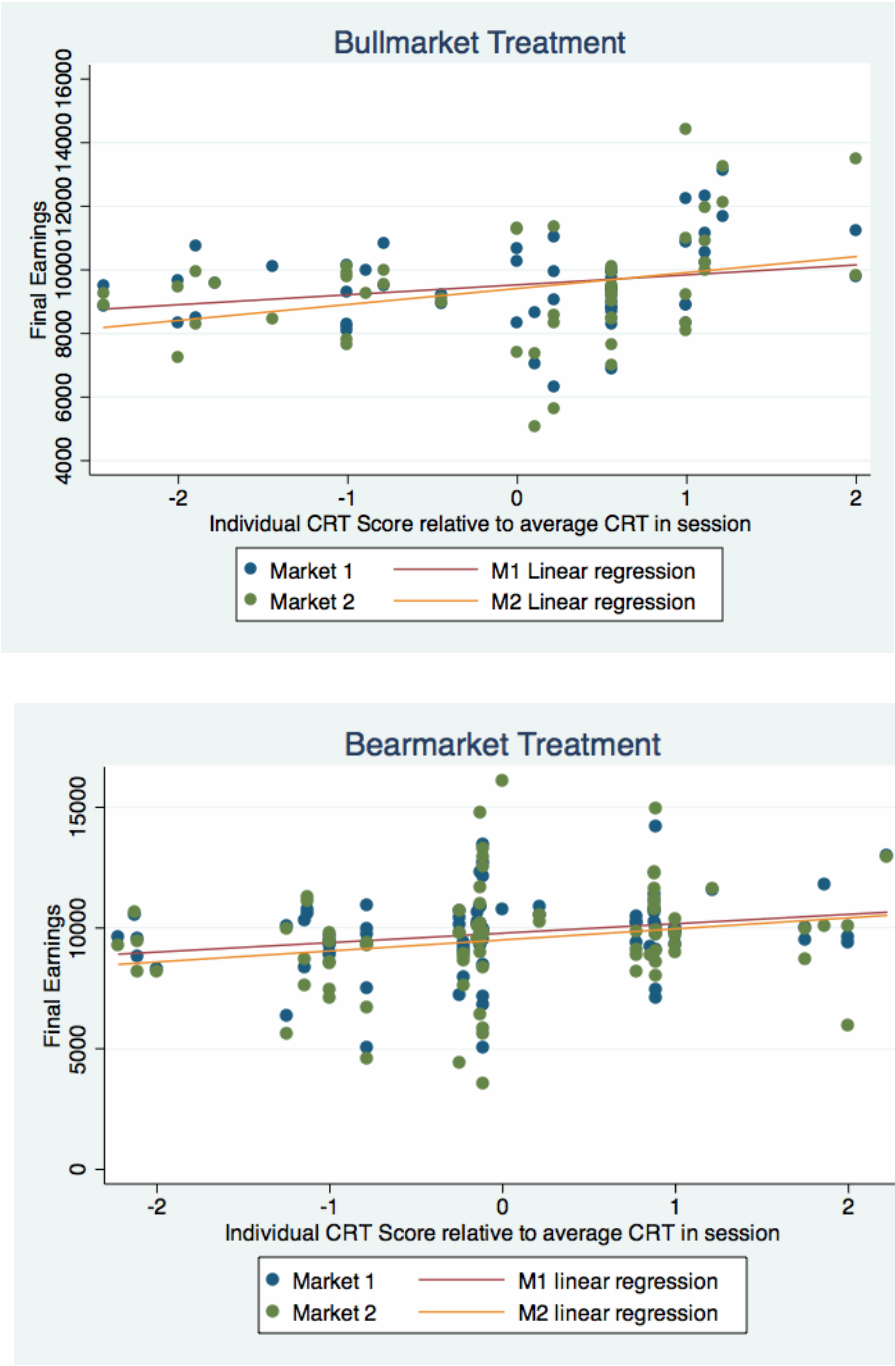 Bullmarket Treatment
16000
14000
12000
10000
8000
6000
4000
Final Earnings
-2 -1 0 1 2
Individual CRT Score relative to average CRT in session
Market 1 M1 Linear regression
Market 2 M2 Linear regression
Bearmarket Treatment
15000
10000
5000
0
Final Earnings
-2 -1 0 1 2
Individual CRT Score relative to average CRT in session
Market 1 M1 linear regression
Market 2 M2 linear regression